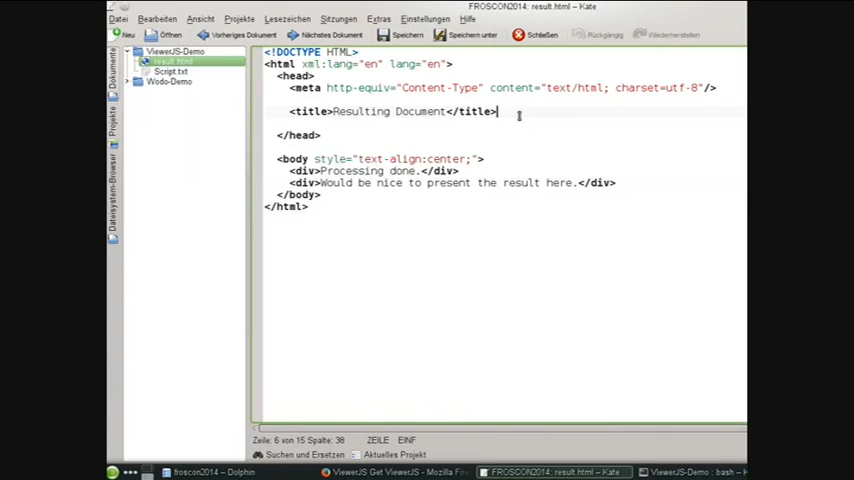 FROSCON2014: result.html – Kate
Datei Bearbeiten Ansicht Projekte Lesezeichen Sitzungen Extras Einstellungen Hilfe
Neu Öffnen Vorheriges Dokument Nächstes Dokument Speichern Speichern unter Schließen Rückgängig Wiederherstellen
Dokumente
Projekte
Dateisystem-Browser
ViewerJS-Demo
result.html
Script.txt
Wodo-Demo
<!DOCTYPE HTML>
<html xml:lang="en" lang="en">
<head>
<meta http-equiv="Content-Type" content="text/html; charset=utf-8"/>
<title>Resulting Document</title>
</head>
<body style="text-align:center;">
<div>Processing done.</div>
<div>Would be nice to present the result here.</div>
</body>
</html>
Zeile: 6 von 15 Spalte: 38 ZEILE EINF
Suchen und Ersetzen Aktuelles Projekt
froscon2014 – Dolphin ViewerJS Get ViewerJS - Mozilla Fire FROSCON2014: result.html – Kate ViewerJS-Demo : bash – K